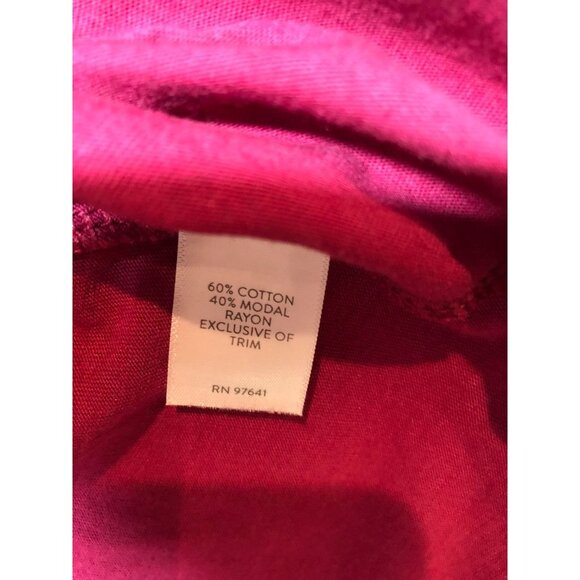 60% COTTON
40% MODAL
RAYON
EXCLUSIVE OF
TRIM
RN 97641